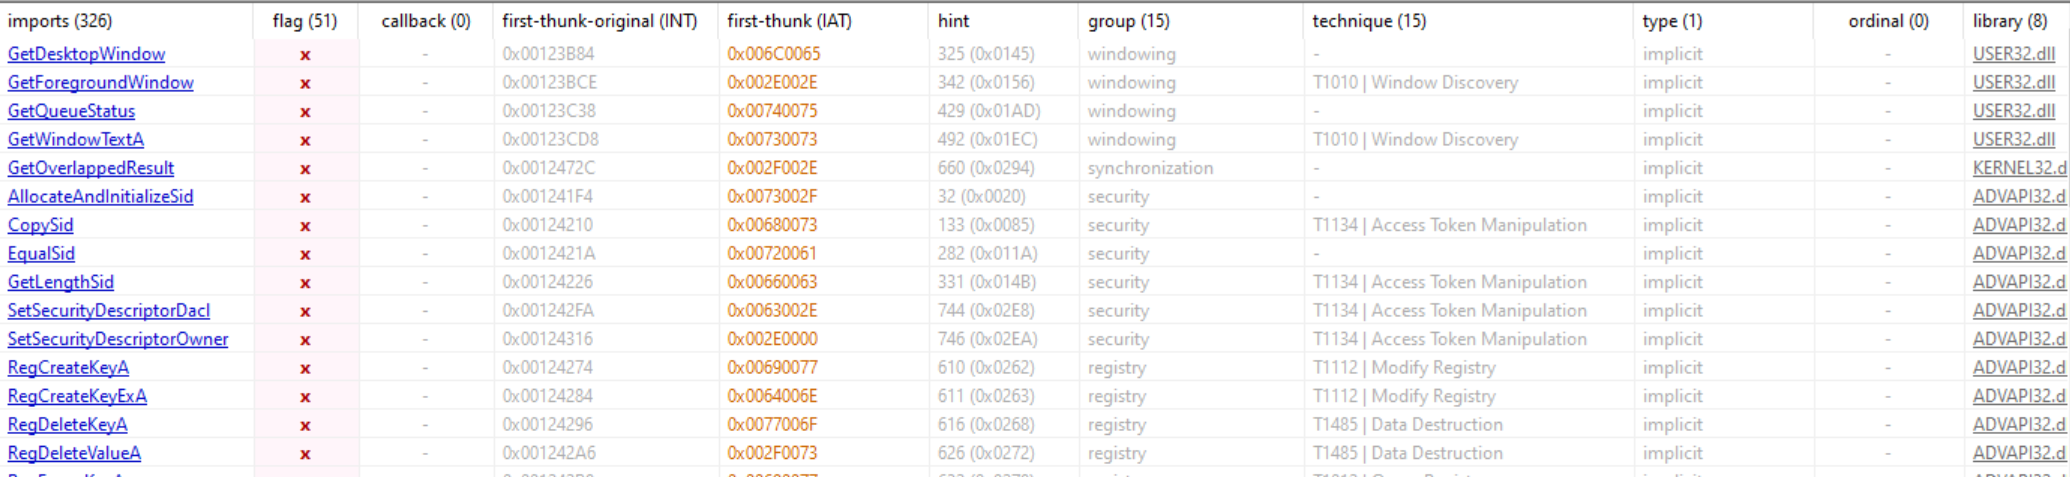 imports (326) flag (51) callback (0) first-thunk-original (INT) first-thunk (IAT) hint group (15) technique (15) type (1) ordinal (0) library (8)
GetDesktopWindow x - 0x00123B84 0x006C0065 325 (0x0145) windowing - implicit - USER32.dll
GetForegroundWindow x - 0x00123BCE 0x002E002E 342 (0x0156) windowing T1010 | Window Discovery implicit - USER32.dll
GetQueueStatus x - 0x00123C38 0x00740075 429 (0x01AD) windowing - implicit - USER32.dll
GetWindowTextA x - 0x00123CD8 0x00730073 492 (0x01EC) windowing T1010 | Window Discovery implicit - USER32.dll
GetOverlappedResult x - 0x0012472C 0x002F002E 660 (0x0294) synchronization - implicit - KERNEL32.d
AllocateAndInitializeSid x - 0x001241F4 0x0073002F 32 (0x0020) security - implicit - ADVAPI32.d
CopySid x - 0x00124210 0x00680073 133 (0x0085) security T1134 | Access Token Manipulation implicit - ADVAPI32.d
EqualSid x - 0x0012421A 0x00720061 282 (0x011A) security - implicit - ADVAPI32.d
GetLengthSid x - 0x00124226 0x00660063 331 (0x014B) security T1134 | Access Token Manipulation implicit - ADVAPI32.d
SetSecurityDescriptorDacl x - 0x001242FA 0x0063002E 744 (0x02E8) security T1134 | Access Token Manipulation implicit - ADVAPI32.d
SetSecurityDescriptorOwner x - 0x00124316 0x002E0000 746 (0x02EA) security T1134 | Access Token Manipulation implicit - ADVAPI32.d
RegCreateKeyA x - 0x00124274 0x00690077 610 (0x0262) registry T1112 | Modify Registry implicit - ADVAPI32.d
RegCreateKeyExA x - 0x00124284 0x0064006E 611 (0x0263) registry T1112 | Modify Registry implicit - ADVAPI32.d
RegDeleteKeyA x - 0x00124296 0x0077006F 616 (0x0268) registry T1485 | Data Destruction implicit - ADVAPI32.d
RegDeleteValueA x - 0x001242A6 0x002F0073 626 (0x0272) registry T1485 | Data Destruction implicit - ADVAPI32.d